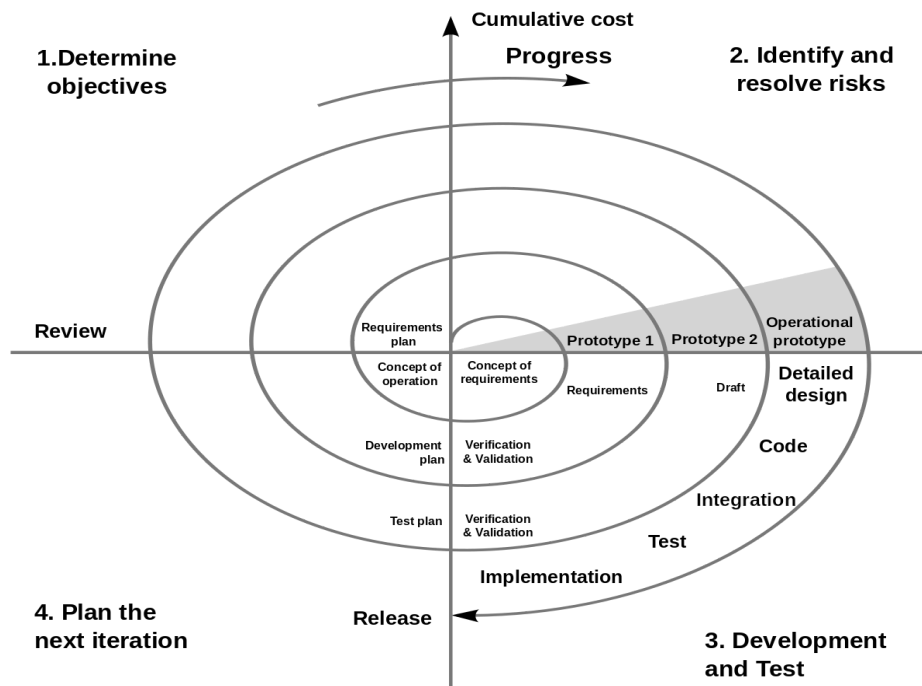 Cumulative cost
1.Determine
objectives
Progress
2. Identify and
resolve risks
Review
Requirements
plan
Prototype 1
Prototype 2
Operational
prototype
Concept of
operation
Concept of
requirements
Requirements
Draft
Detailed
design
Development
plan
Verification
& Validation
Code
Integration
Test plan
Verification
& Validation
Test
Implementation
Release
4. Plan the
next iteration
3. Development
and Test